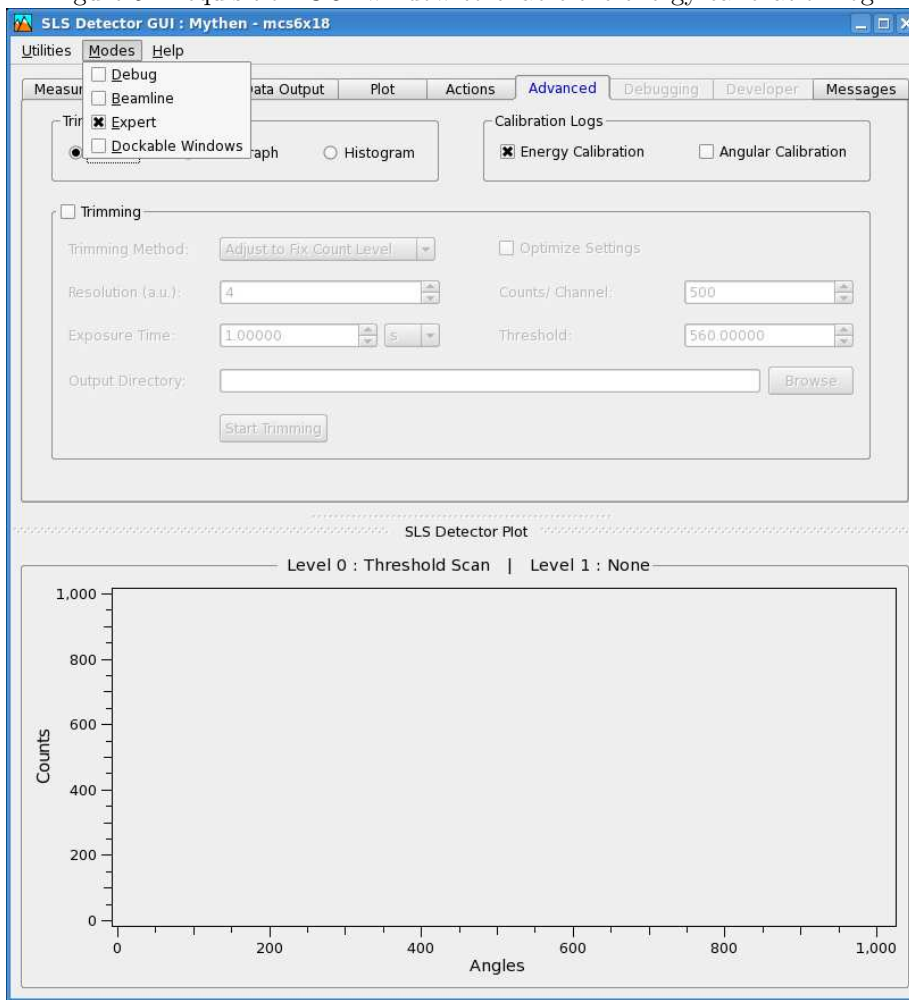 SLS Detector GUI : Mythen - mcs6x18
Utilities Modes Help
Debug
Beamline
Expert
Dockable Windows
Data Output Plot Actions Advanced Debugging Developer Messages
Calibration Logs
Histogram
Energy Calibration Angular Calibration
Trimming
Trimming Method: Adjust to Fix Count Level Optimize Settings
Resolution (a.u.): 4 Counts/ Channel: 500
Exposure Time: 1.00000 s Threshold: 560.00000
Output Directory: Browse
Start Trimming
SLS Detector Plot
Level 0 : Threshold Scan | Level 1 : None
1,000
800
600
400
200
0
Counts
0 200 400 600 800 1,000
Angles